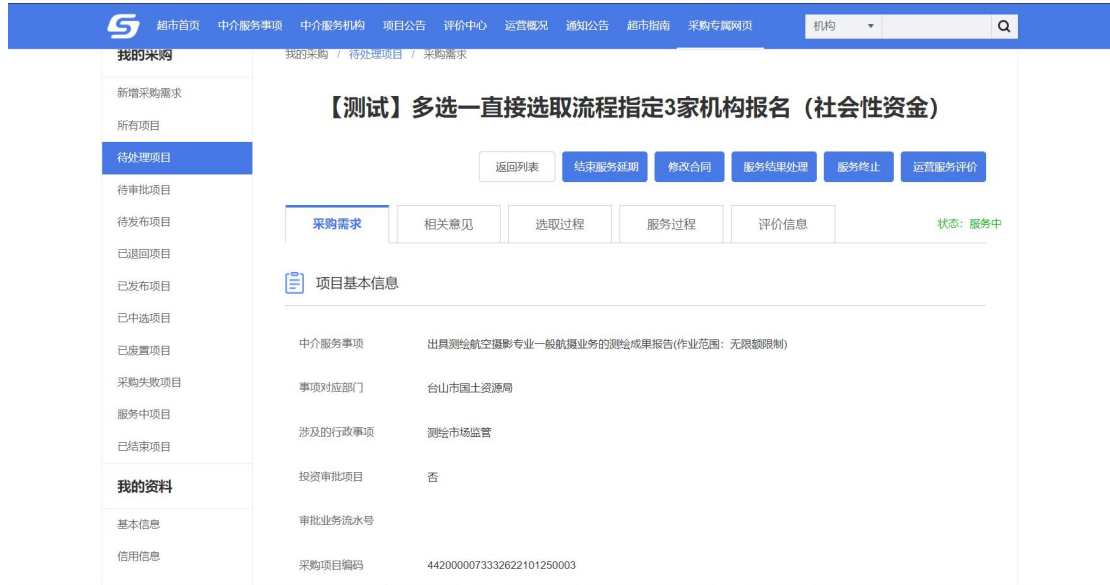 超市首页 中介服务事项 中介服务机构 项目公告 评价中心 运营概况 通知公告 超市指南 采购专属网页 机构
我的采购
我的采购 / 待处理项目 / 采购需求
新增采购需求
所有项目
待处理项目
待审批项目
待发布项目
已退回项目
已发布项目
已中选项目
已废置项目
采购失败项目
服务中项目
已结束项目
我的资料
基本信息
信用信息
【测试】多选一直接选取流程指定3家机构报名（社会性资金）
返回列表 结束服务延期 修改合同 服务结果处理 服务终止 运营服务评价
采购需求 相关意见 选取过程 服务过程 评价信息 状态：服务中
项目基本信息
中介服务事项 出具测绘航空摄影专业一般航摄业务的测绘成果报告(作业范围：无限额限制)
事项对应部门 台山市国土资源局
涉及的行政事项 测绘市场监管
投资审批项目 否
审批业务流水号
采购项目编码 4420000073332622101250003